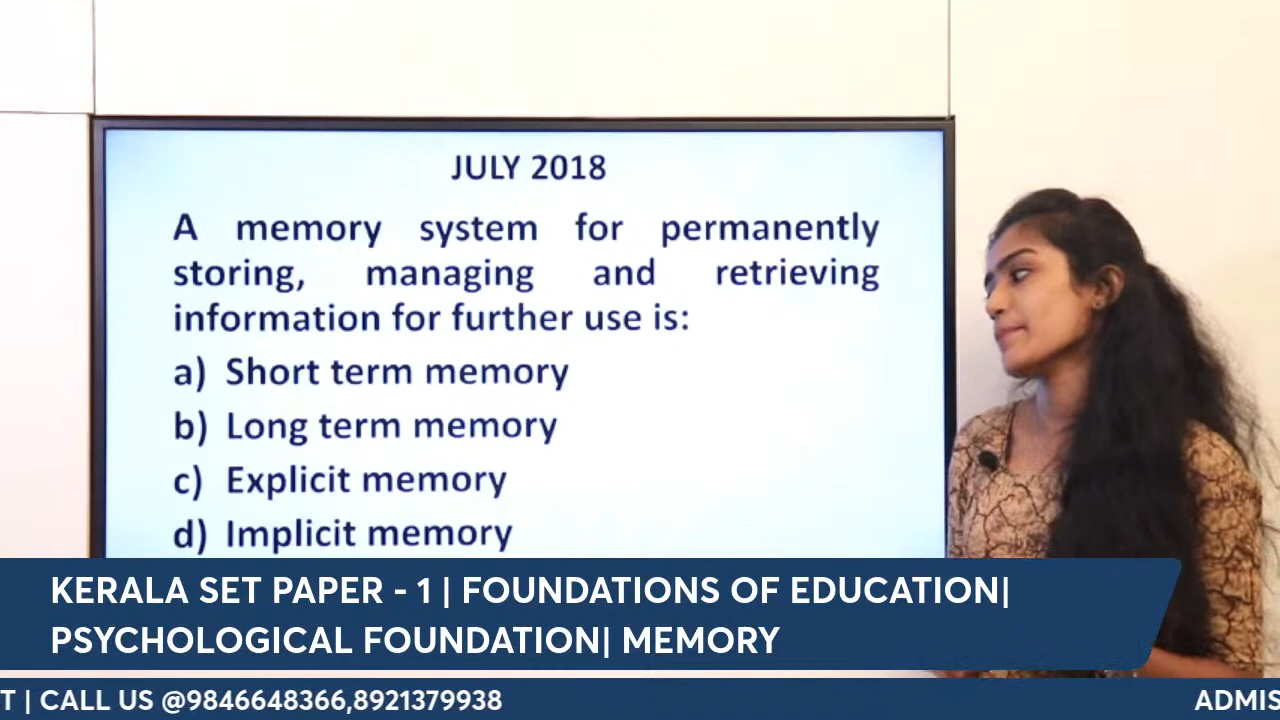 JULY 2018
A memory system for permanently
storing, managing and retrieving
information for further use is:
a) Short term memory
b) Long term memory
c) Explicit memory
d) Implicit memory
KERALA SET PAPER - 1 | FOUNDATIONS OF EDUCATION|
PSYCHOLOGICAL FOUNDATION| MEMORY
T | CALL US @9846648366,8921379938 ADMIS